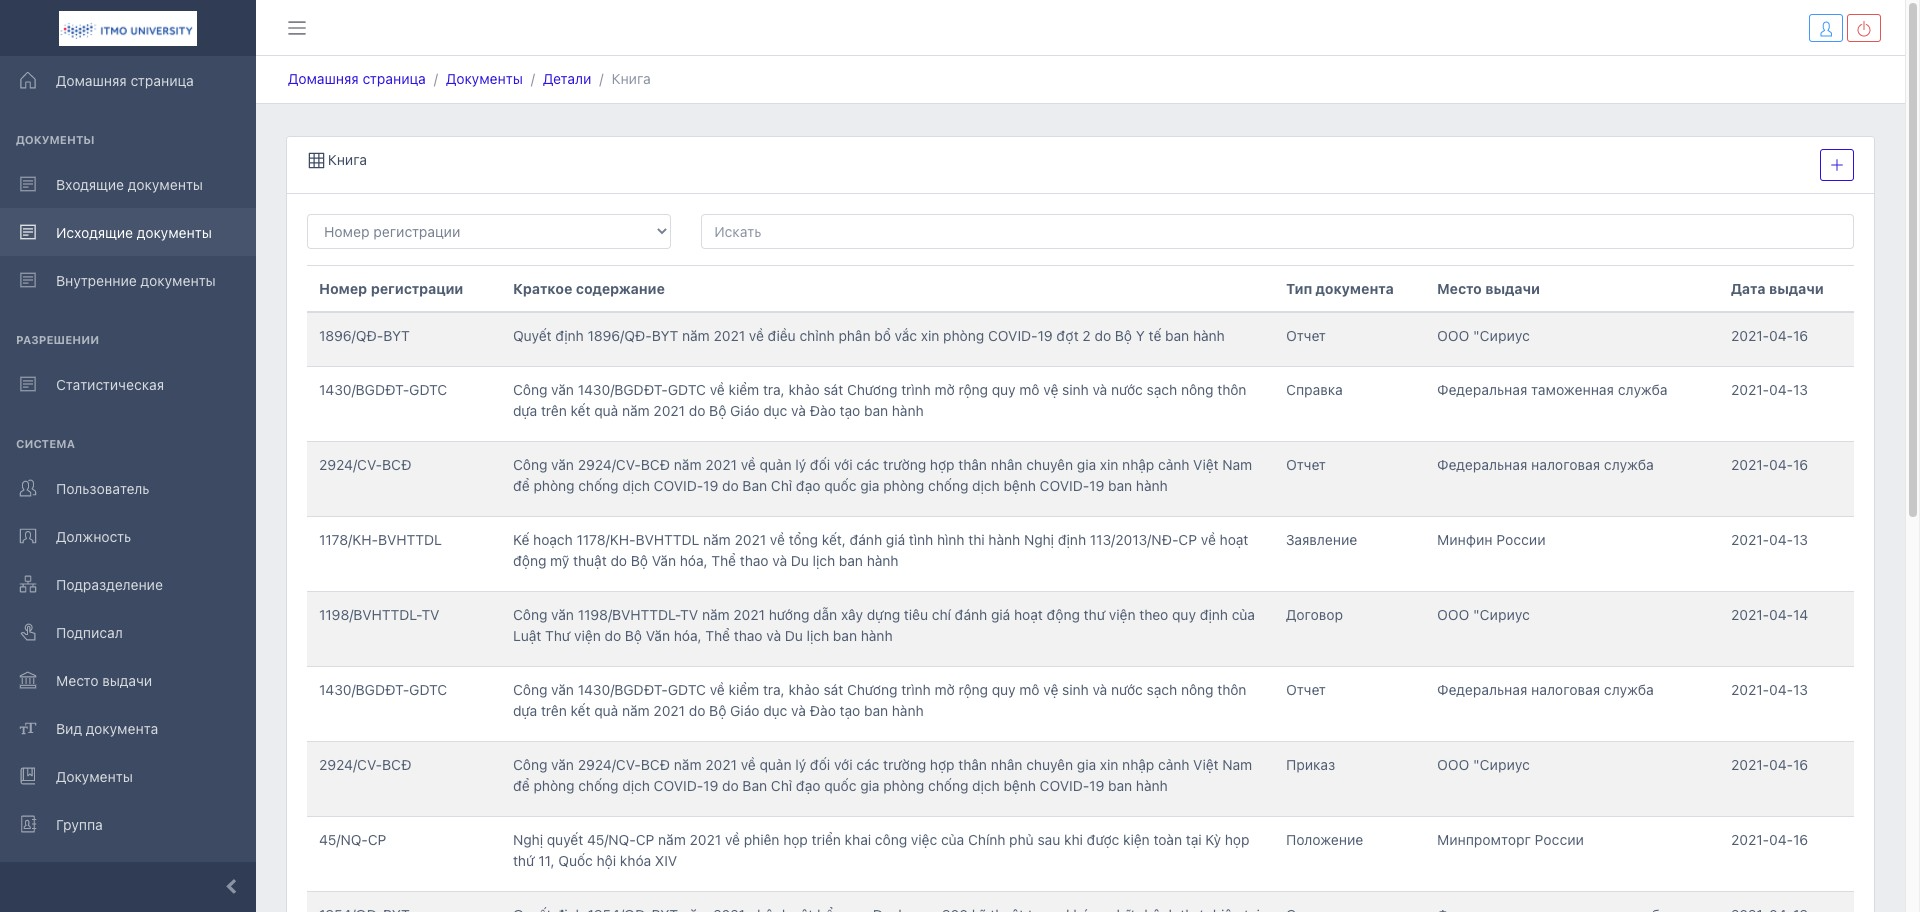 ITMO UNIVERSITY
Домашняя страница
ДОКУМЕНТЫ
Входящие документы
Исходящие документы
Внутренние документы
РАЗРЕШЕНИИ
Статистическая
СИСТЕМА
Пользователь
Должность
Подразделение
Подписал
Место выдачи
Вид документа
Документы
Группа
Домашняя страница / Документы / Детали / Книга
Книга
Номер регистрации Искать
Номер регистрации Краткое содержание Тип документа Место выдачи Дата выдачи
1896/QĐ-BYT Quyết định 1896/QĐ-BYT năm 2021 về điều chỉnh phân bổ vắc xin phòng COVID-19 đợt 2 do Bộ Y tế ban hành Отчет ООО "Сириус 2021-04-16
1430/BGDĐT-GDTC Công văn 1430/BGDĐT-GDTC về kiểm tra, khảo sát Chương trình mở rộng quy mô vệ sinh và nước sạch nông thôn Справка Федеральная таможенная служба 2021-04-13
dựa trên kết quả năm 2021 do Bộ Giáo dục và Đào tạo ban hành
2924/CV-BCĐ Công văn 2924/CV-BCĐ năm 2021 về quản lý đối với các trường hợp thân nhân chuyên gia xin nhập cảnh Việt Nam Отчет Федеральная налоговая служба 2021-04-16
để phòng chống dịch COVID-19 do Ban Chỉ đạo quốc gia phòng chống dịch bệnh COVID-19 ban hành
1178/KH-BVHTTDL Kế hoạch 1178/KH-BVHTTDL năm 2021 về tổng kết, đánh giá tình hình thi hành Nghị định 113/2013/NĐ-CP về hoạt Заявление Минфин России 2021-04-13
động mỹ thuật do Bộ Văn hóa, Thể thao và Du lịch ban hành
1198/BVHTTDL-TV Công văn 1198/BVHTTDL-TV năm 2021 hướng dẫn xây dựng tiêu chí đánh giá hoạt động thư viện theo quy định của Договор ООО "Сириус 2021-04-14
Luật Thư viện do Bộ Văn hóa, Thể thao và Du lịch ban hành
1430/BGDĐT-GDTC Công văn 1430/BGDĐT-GDTC về kiểm tra, khảo sát Chương trình mở rộng quy mô vệ sinh và nước sạch nông thôn Отчет Федеральная налоговая служба 2021-04-13
dựa trên kết quả năm 2021 do Bộ Giáo dục và Đào tạo ban hành
2924/CV-BCĐ Công văn 2924/CV-BCĐ năm 2021 về quản lý đối với các trường hợp thân nhân chuyên gia xin nhập cảnh Việt Nam Приказ ООО "Сириус 2021-04-16
để phòng chống dịch COVID-19 do Ban Chỉ đạo quốc gia phòng chống dịch bệnh COVID-19 ban hành
45/NQ-CP Nghị quyết 45/NQ-CP năm 2021 về phiên họp triển khai công việc của Chính phủ sau khi được kiện toàn tại Kỳ họp Положение Минпромторг России 2021-04-16
thứ 11, Quốc hội khóa XIV